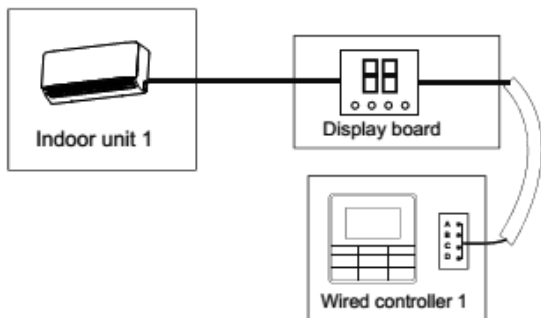 Indoor unit 1
Display board
A
B
C
D
Wired controller 1